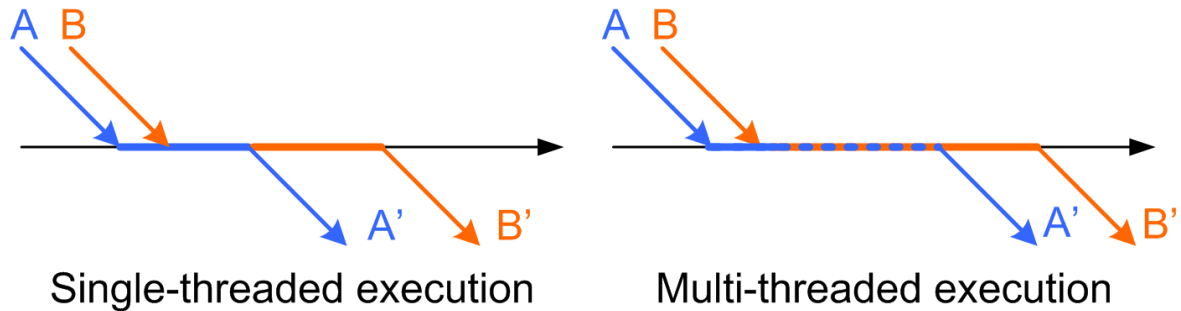 A B
A B
A’ B’
A’ B’
Single-threaded execution
Multi-threaded execution